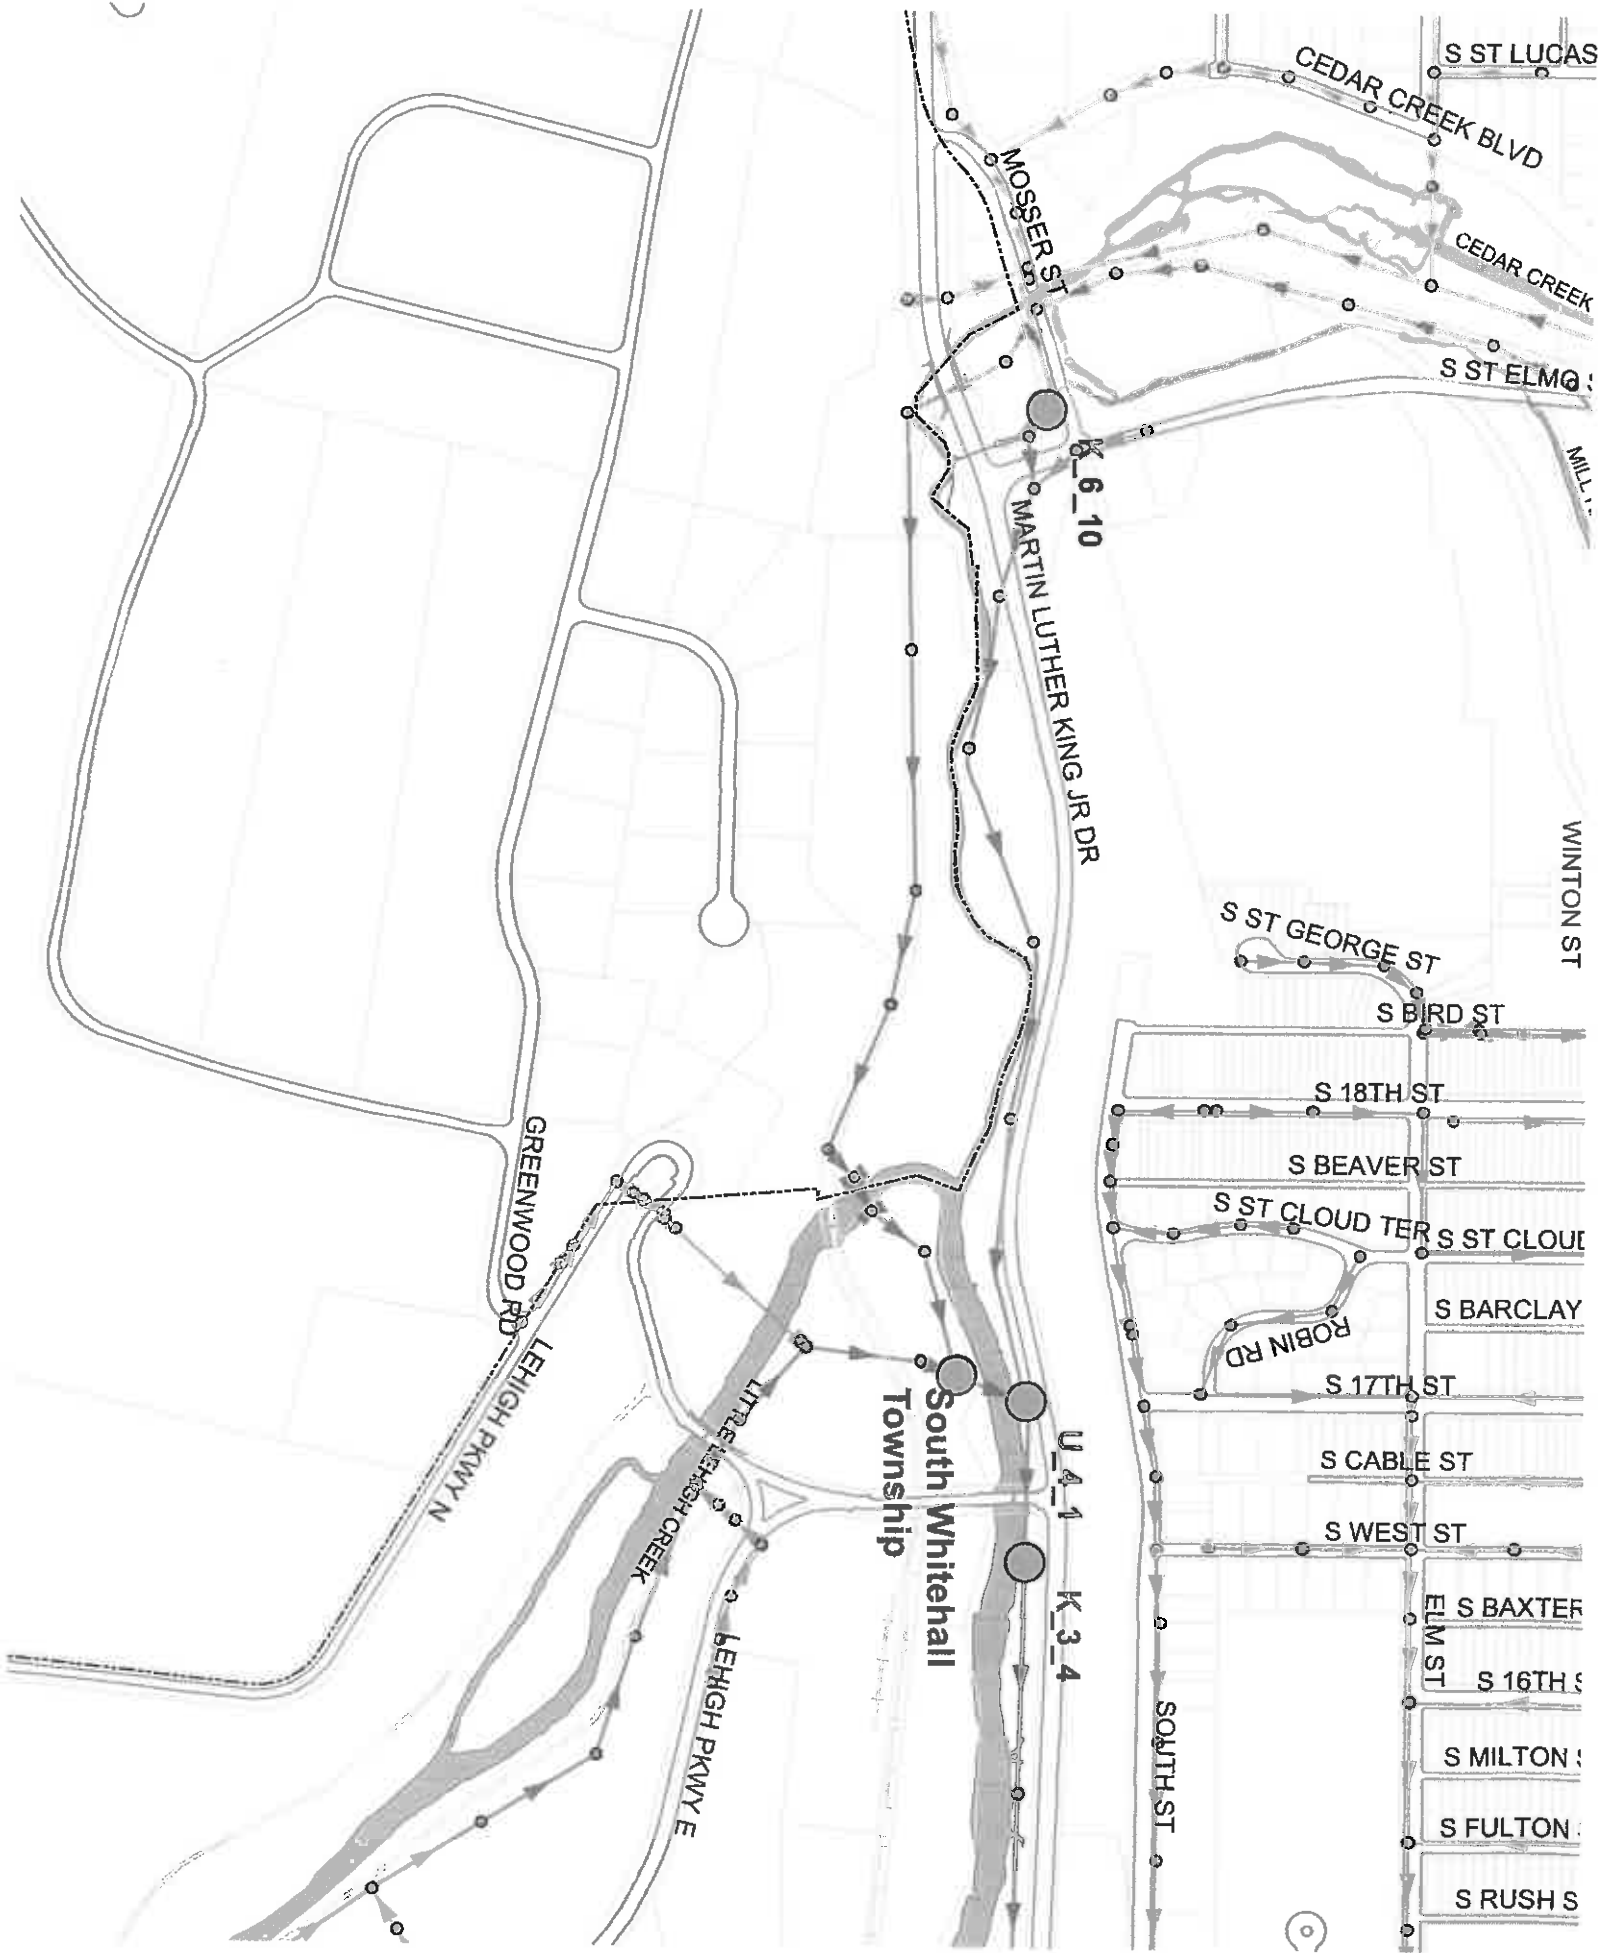 S ST LUCAS
CEDAR CREEK BLVD
MOSSER ST
CEDAR CREEK
S ST ELMO
K_6_10
MARTIN LUTHER KING JR DR
WINTON ST
S ST GEORGE ST
S BIRD ST
S 18TH ST
S BEAVER ST
S ST CLOUD TER
S ST CLOUD
S BARCLAY
ROBIN RD
S 17TH ST
S CABLE ST
S WEST ST
ELM ST
S BAXTER
S 16TH S
S MILTON S
S FULTON
S RUSH S
SOUTH ST
GREENWOOD RD
LEHIGH PKWY N
LITTLE LEHIGH CREEK
LEHIGH PKWY E
South Whitehall
Township
U_4_1
K_3_4